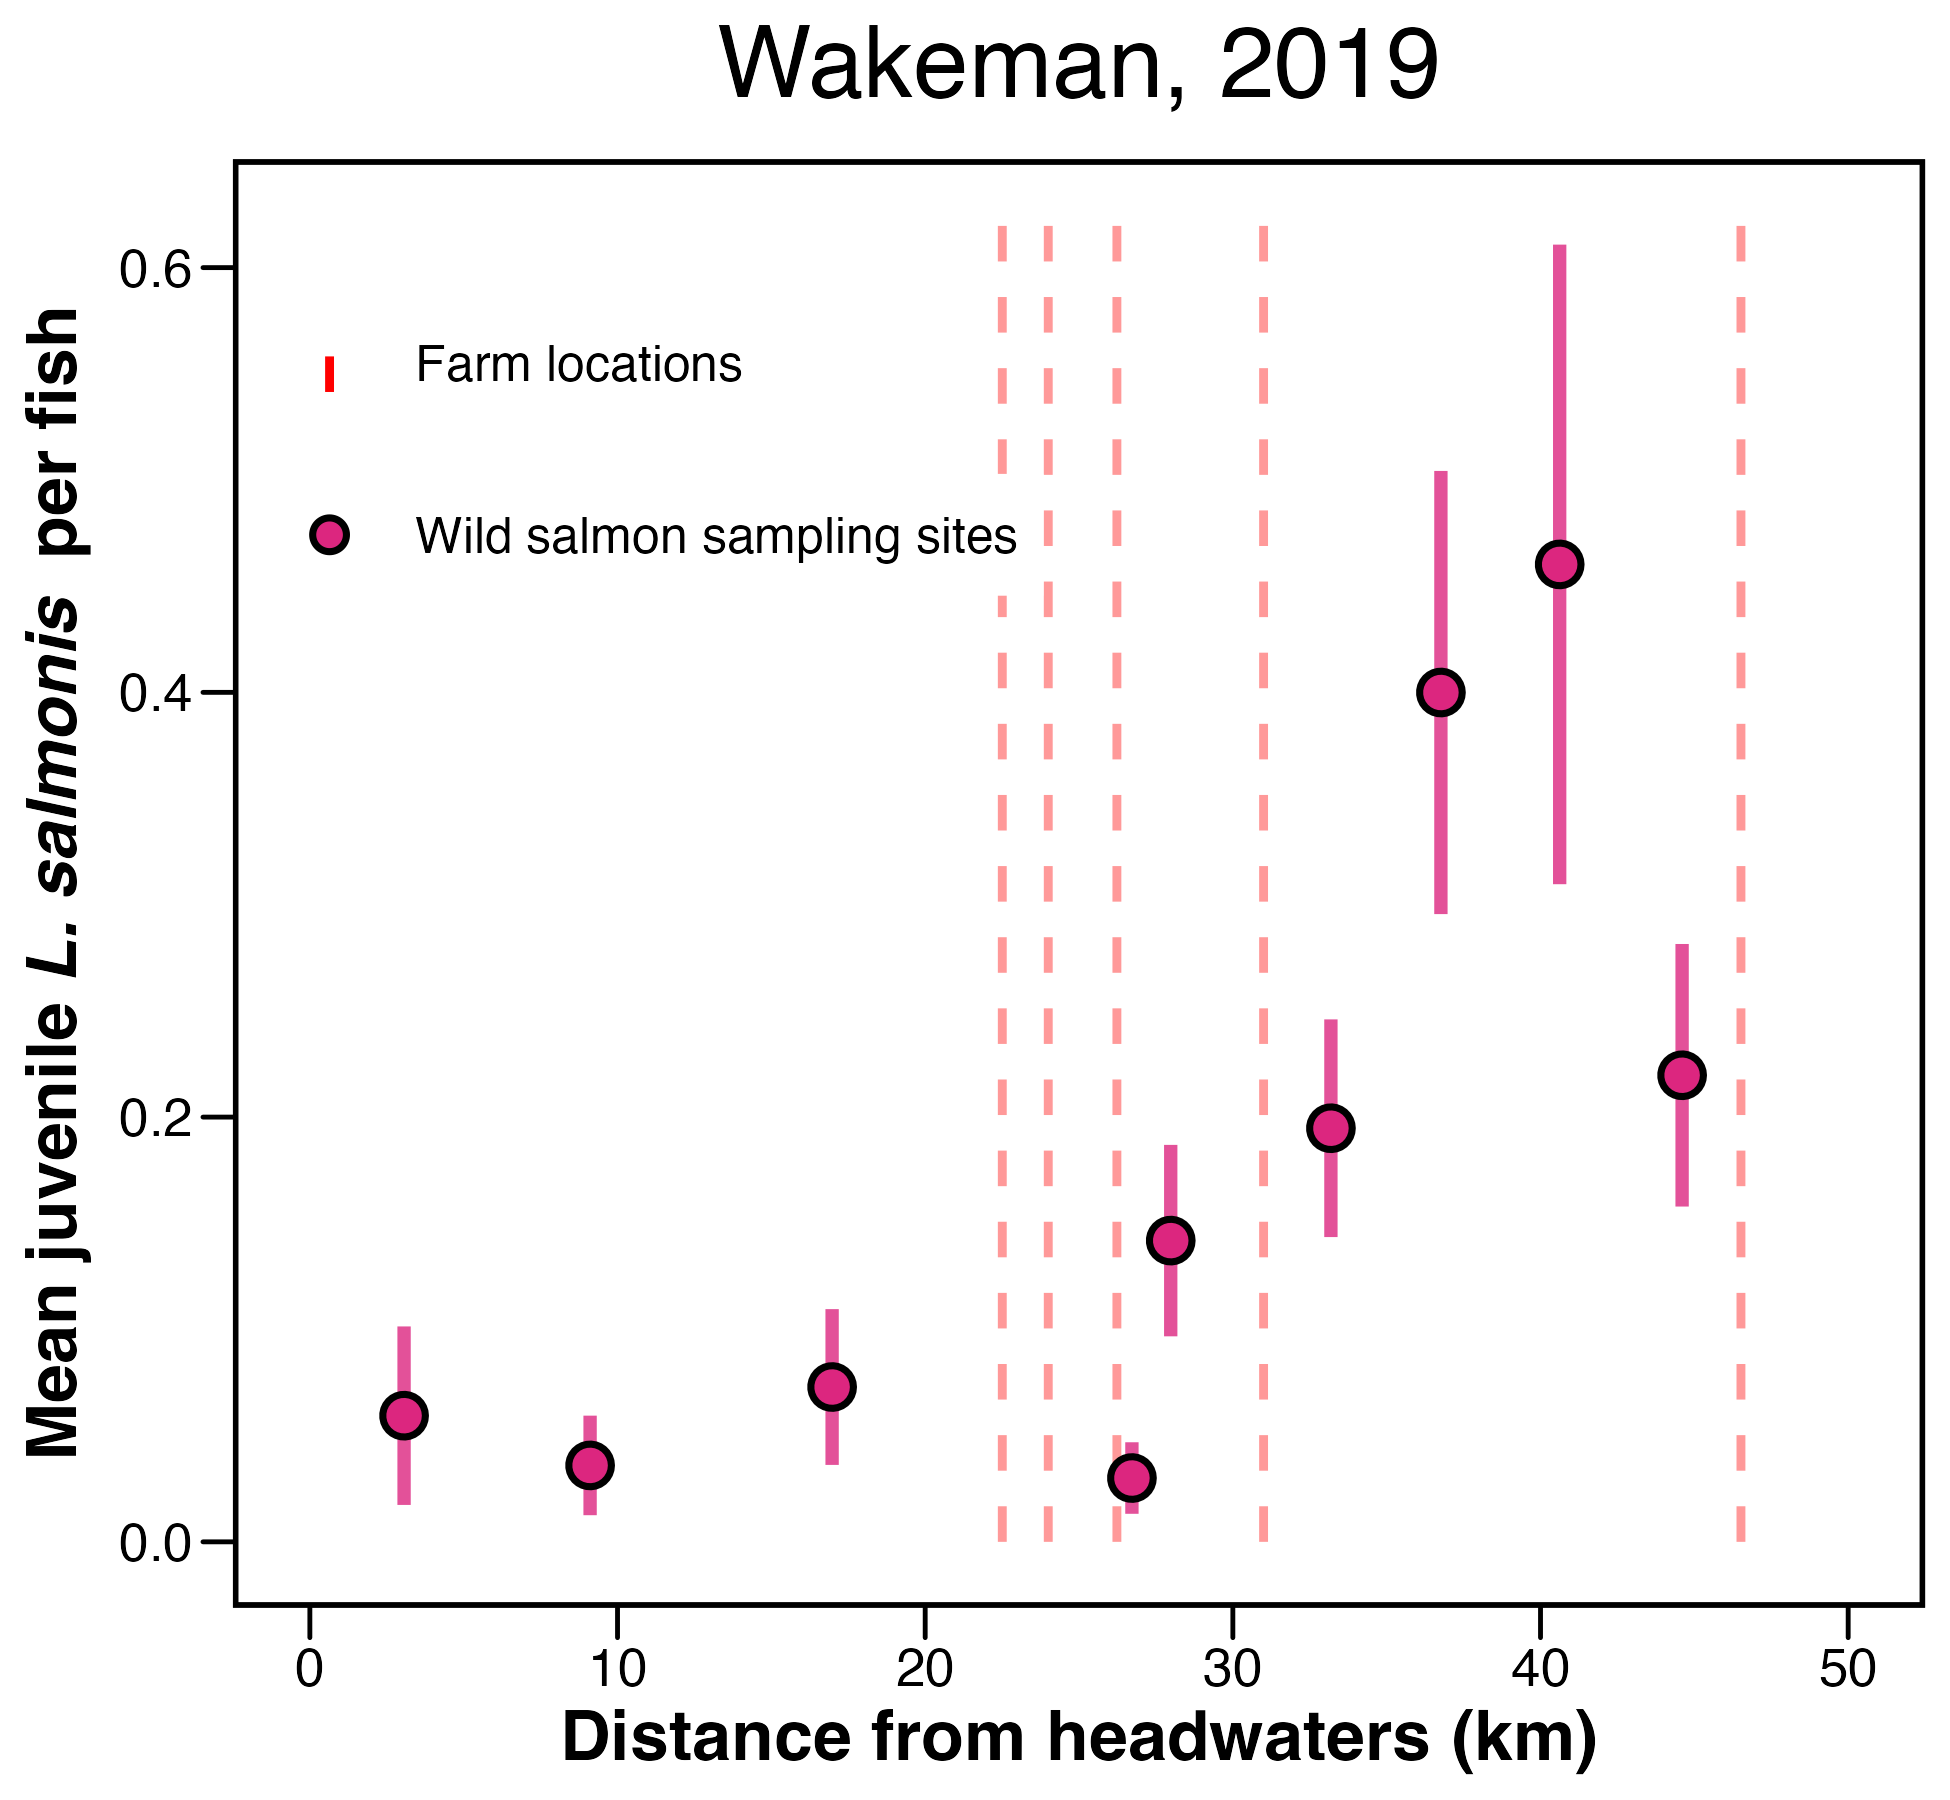 Wakeman, 2019
Mean juvenile L. salmonis per fish
0.6
0.4
0.2
0.0
Farm locations
Wild salmon sampling sites
0 10 20 30 40 50
Distance from headwaters (km)